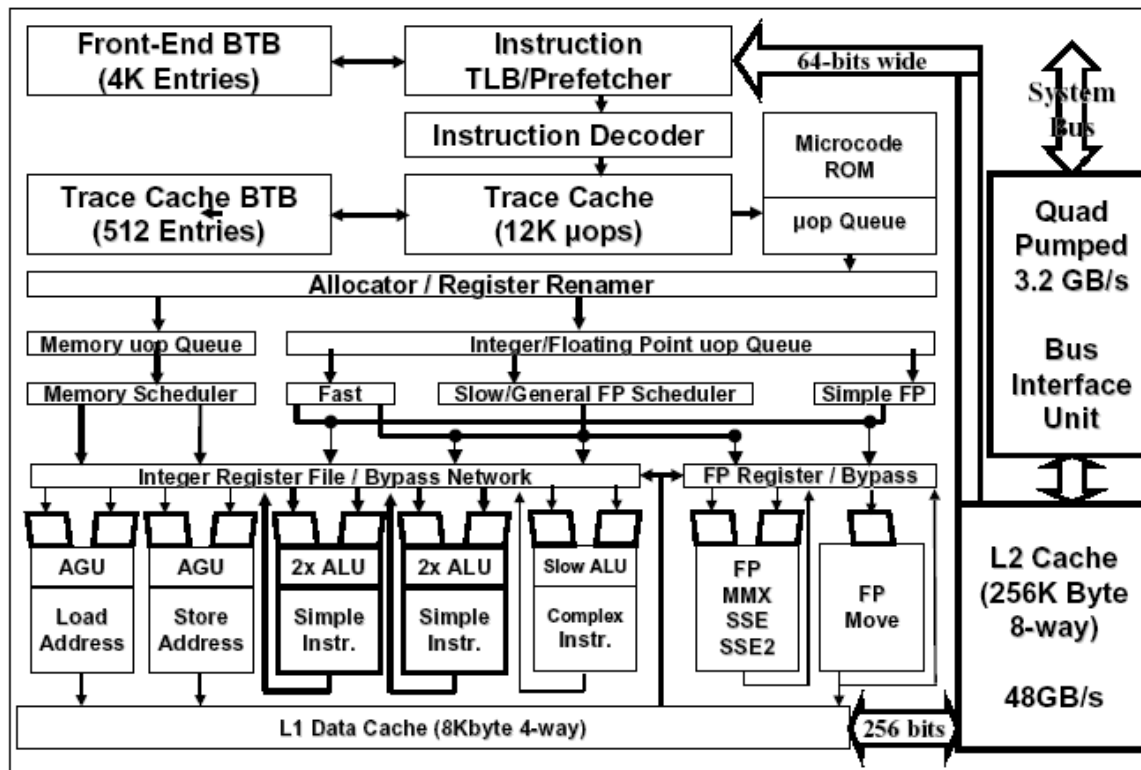 Front-End BTB
(4K Entries)
Instruction
TLB/Prefetcher
64-bits wide
System
Bus
Instruction Decoder
Microcode
ROM
Trace Cache BTB
(512 Entries)
Trace Cache
(12K µops)
µop Queue
Quad
Pumped
3.2 GB/s
Bus
Interface
Unit
Allocator / Register Renamer
Memory uop Queue
Integer/Floating Point uop Queue
Memory Scheduler
Fast
Slow/General FP Scheduler
Simple FP
Integer Register File / Bypass Network
FP Register / Bypass
AGU
Load
Address
AGU
Store
Address
2x ALU
Simple
Instr.
2x ALU
Simple
Instr.
Slow ALU
Complex
Instr.
FP
MMX
SSE
SSE2
FP
Move
L2 Cache
(256K Byte
8-way)
48GB/s
L1 Data Cache (8Kbyte 4-way)
256 bits